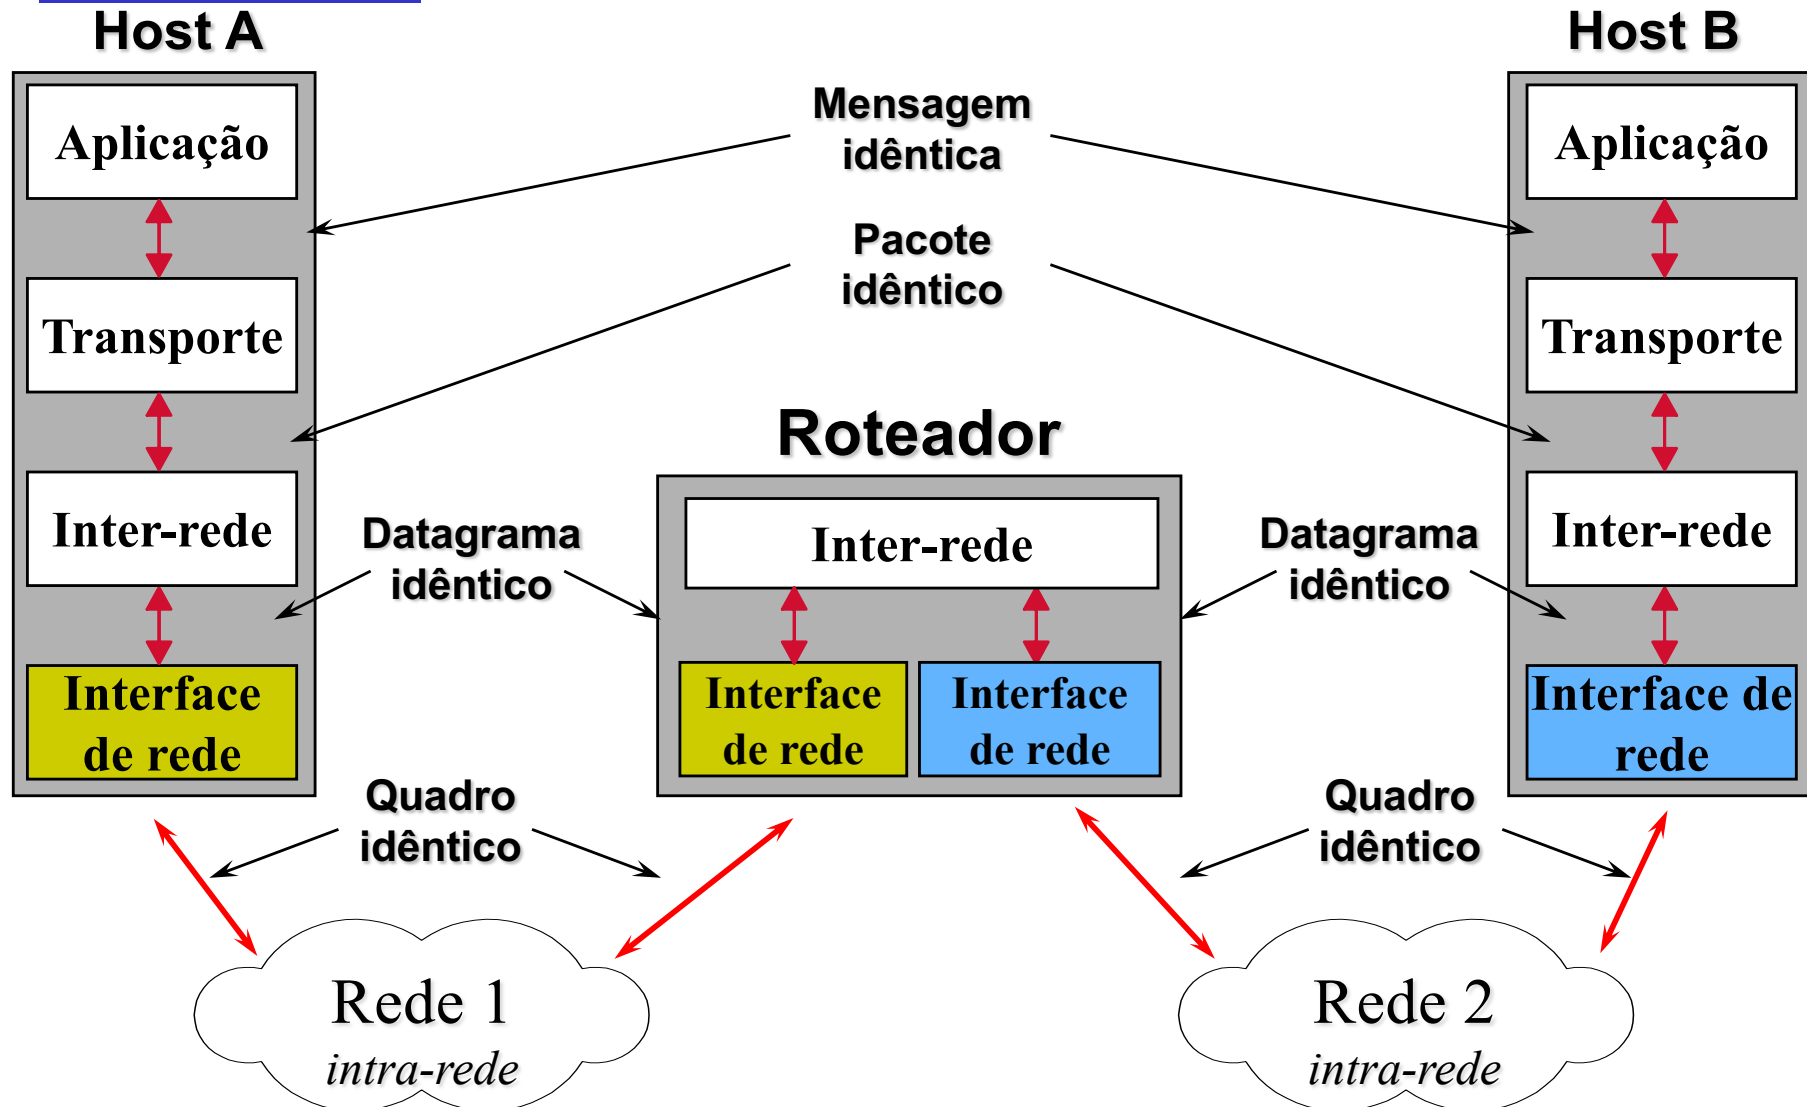 Host A
Host B
Aplicação
Mensagem
idêntica
Aplicação
Pacote
idêntico
Transporte
Transporte
Roteador
Inter-rede
Datagrama
idêntico
Inter-rede
Datagrama
idêntico
Inter-rede
Interface
de rede
Interface
de rede
Interface
de rede
Interface de
rede
Quadro
idêntico
Quadro
idêntico
Rede 1
intra-rede
Rede 2
intra-rede